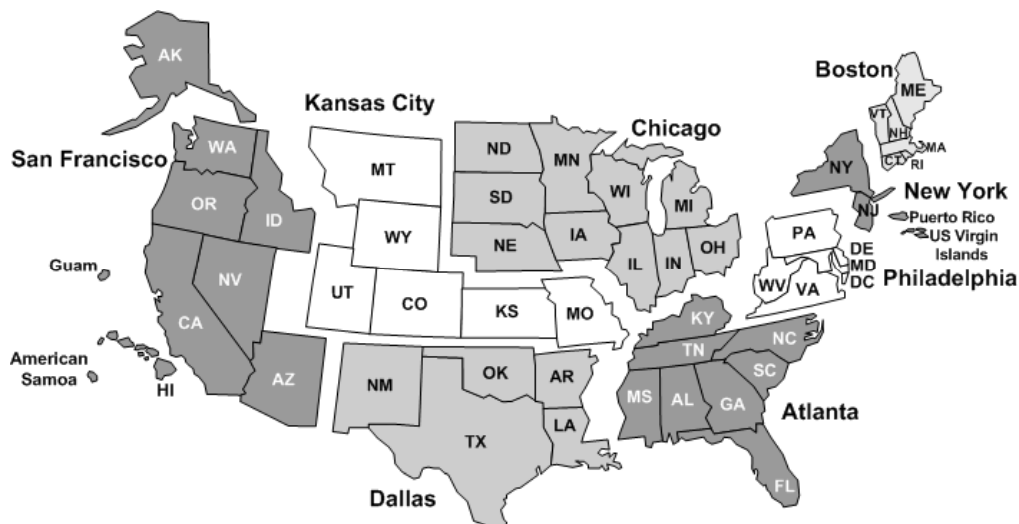 AK
Boston
ME
Kansas City
VT
Chicago
NH
MA
WA
ND
MN
CT
RI
San Francisco
MT
NY
WI
New York
OR
SD
MI
NJ
ID
Puerto Rico
WY
PA
US Virgin
Islands
NE
IA
OH
DE
IL
IN
MD
Philadelphia
Guam
NV
UT
CO
WV
VA
DC
KS
MO
CA
KY
NC
TN
American
Samoa
HI
AZ
NM
OK
AR
SC
MS
AL
GA
Atlanta
LA
TX
Dallas
FL